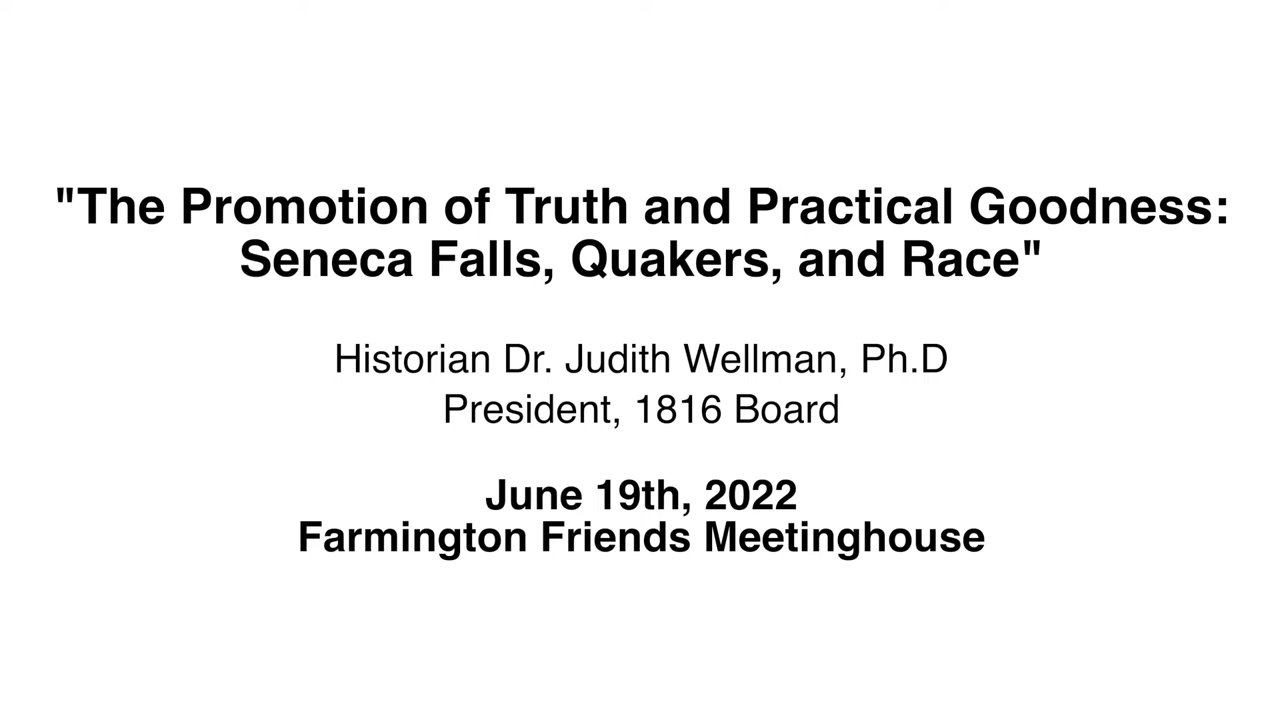 "The Promotion of Truth and Practical Goodness:
Seneca Falls, Quakers, and Race"
Historian Dr. Judith Wellman, Ph.D
President, 1816 Board
June 19th, 2022
Farmington Friends Meetinghouse